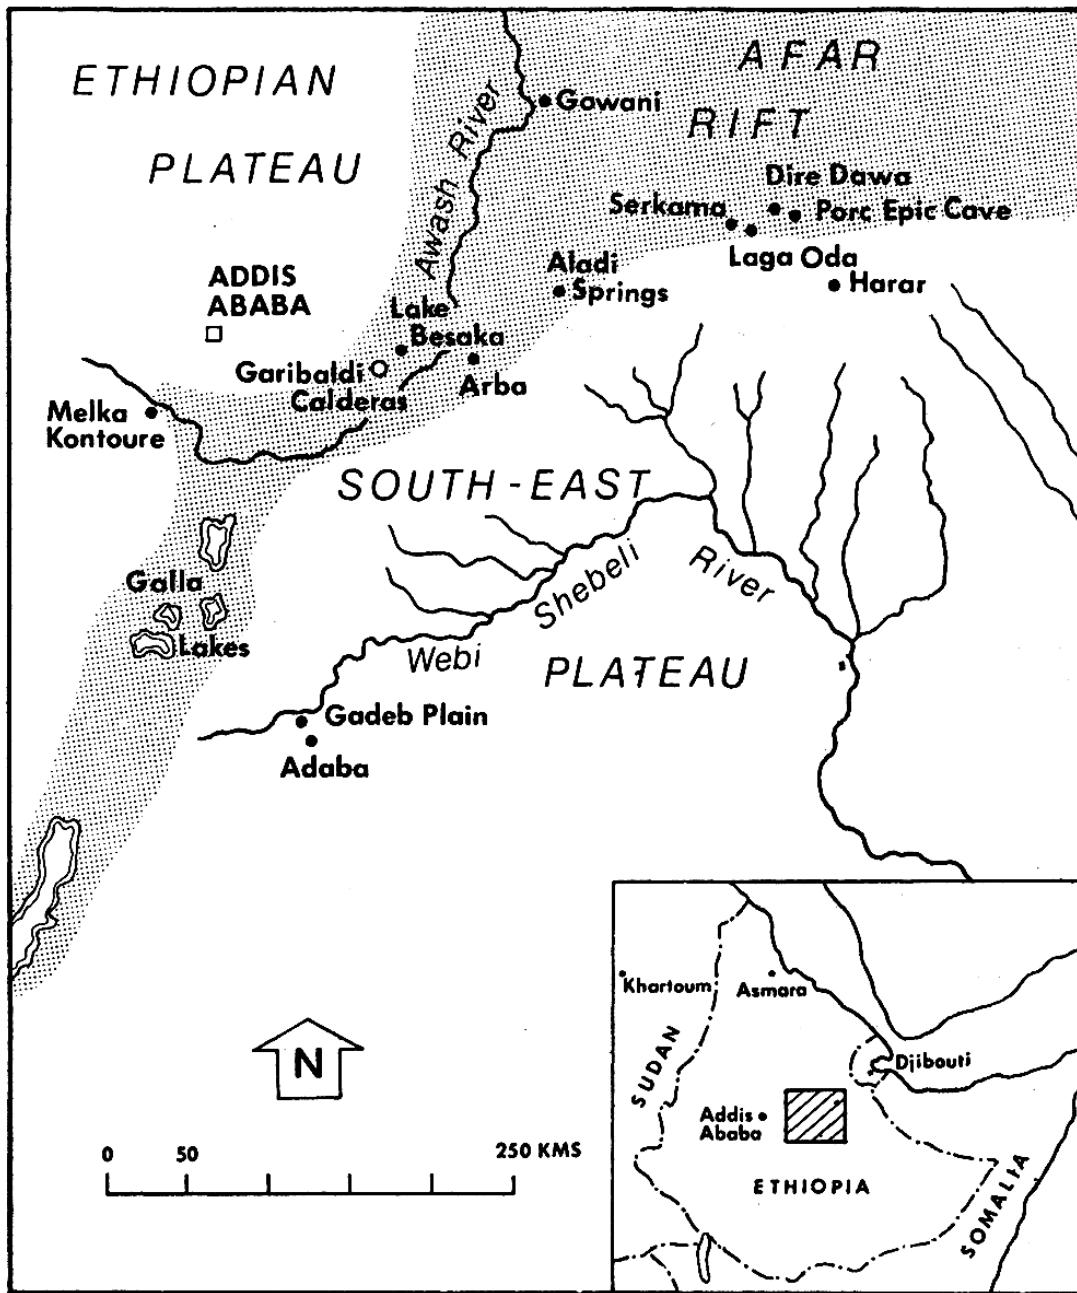 ETHIOPIAN
PLATEAU
AFAR
RIFT
Awash River
Gowani
Dire Dawa
Serkama
Porc Epic Cave
Laga Oda
Harar
Aladi
Springs
ADDIS
ABABA
Lake
Besaka
Garibaldi
Calderas
Arba
Melka
Kontoure
SOUTH-EAST
PLATEAU
Webi Shebeli River
Galla
Lakes
Gadeb Plain
Adaba
N
0 50 250 KMS
Khartoum
Asmara
SUDAN
Djibouti
Addis
Ababa
ETHIOPIA
SOMALIA